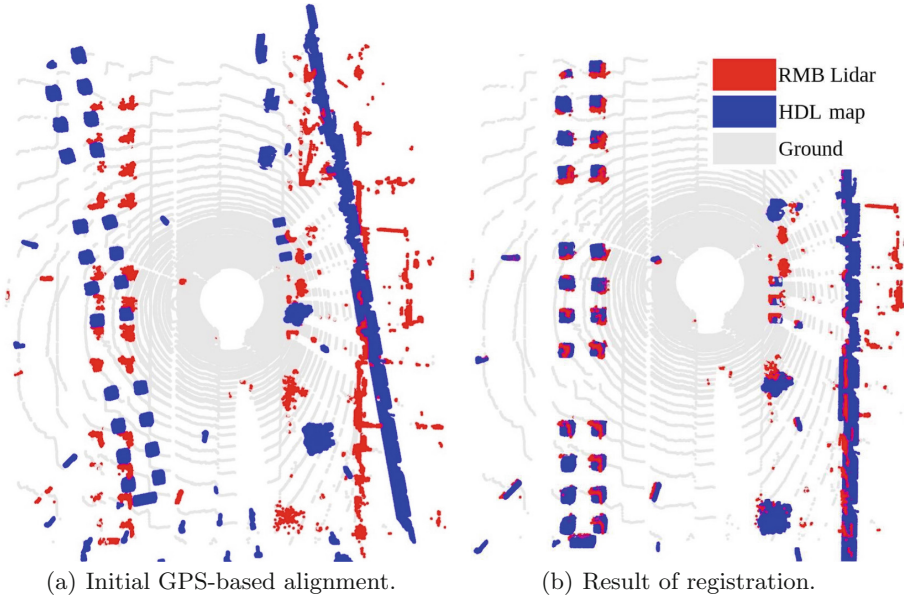 RMB Lidar
HDL map
Ground
(a) Initial GPS-based alignment.
(b) Result of registration.